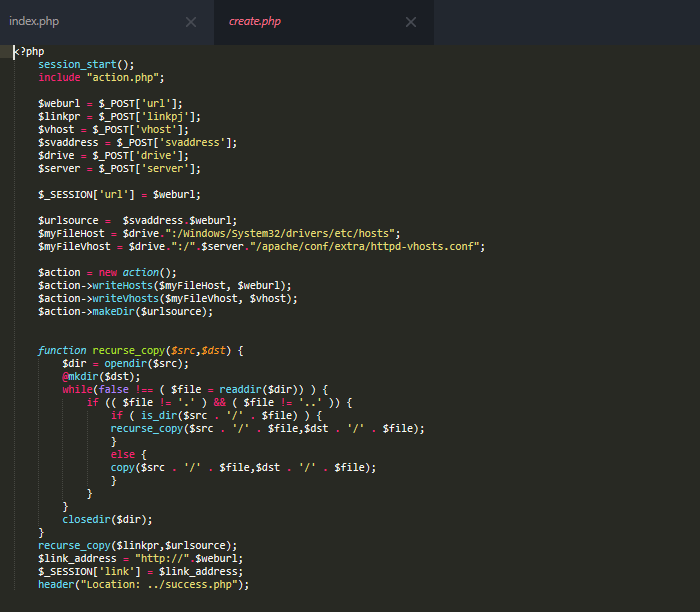 index.php × create.php ×
<?php
session_start();
include "action.php";
$weburl = $_POST['url'];
$linkpr = $_POST['linkpj'];
$vhost = $_POST['vhost'];
$svaddress = $_POST['svaddress'];
$drive = $_POST['drive'];
$server = $_POST['server'];
$_SESSION['url'] = $weburl;
$urlsource =  $svaddress.$weburl;
$myFileHost = $drive.":/Windows/System32/drivers/etc/hosts";
$myFileVhost = $drive.":/".$server."/apache/conf/extra/httpd-vhosts.conf";
$action = new action();
$action->writeHosts($myFileHost, $weburl);
$action->writeVhosts($myFileVhost, $vhost);
$action->makeDir($urlsource);
function recurse_copy($src,$dst) {
$dir = opendir($src);
@mkdir($dst);
while(false !== ( $file = readdir($dir)) ) {
if (( $file != '.' ) && ( $file != '..' )) {
if ( is_dir($src . '/' . $file) ) {
recurse_copy($src . '/' . $file,$dst . '/' . $file);
}
else {
copy($src . '/' . $file,$dst . '/' . $file);
}
}
}
closedir($dir);
}
recurse_copy($linkpr,$urlsource);
$link_address = "http://".$weburl;
$_SESSION['link'] = $link_address;
header("Location: ../success.php");